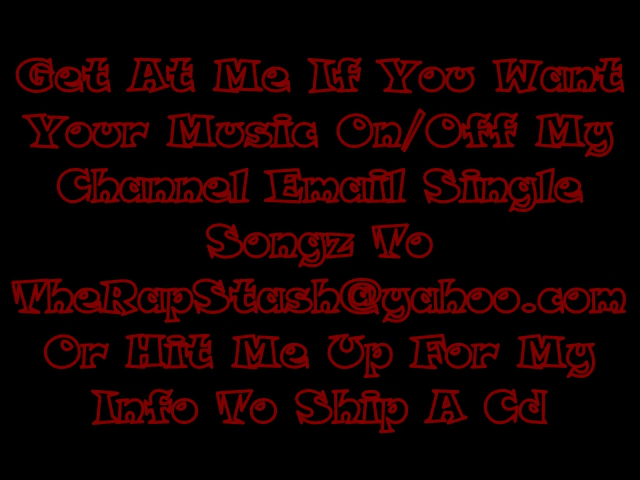 Get At Me If You Want
Your Music On/Off My
Channel Email Single
Songz To
TheRapStash@yahoo.com
Or Hit Me Up For My
Info To Ship A Cd